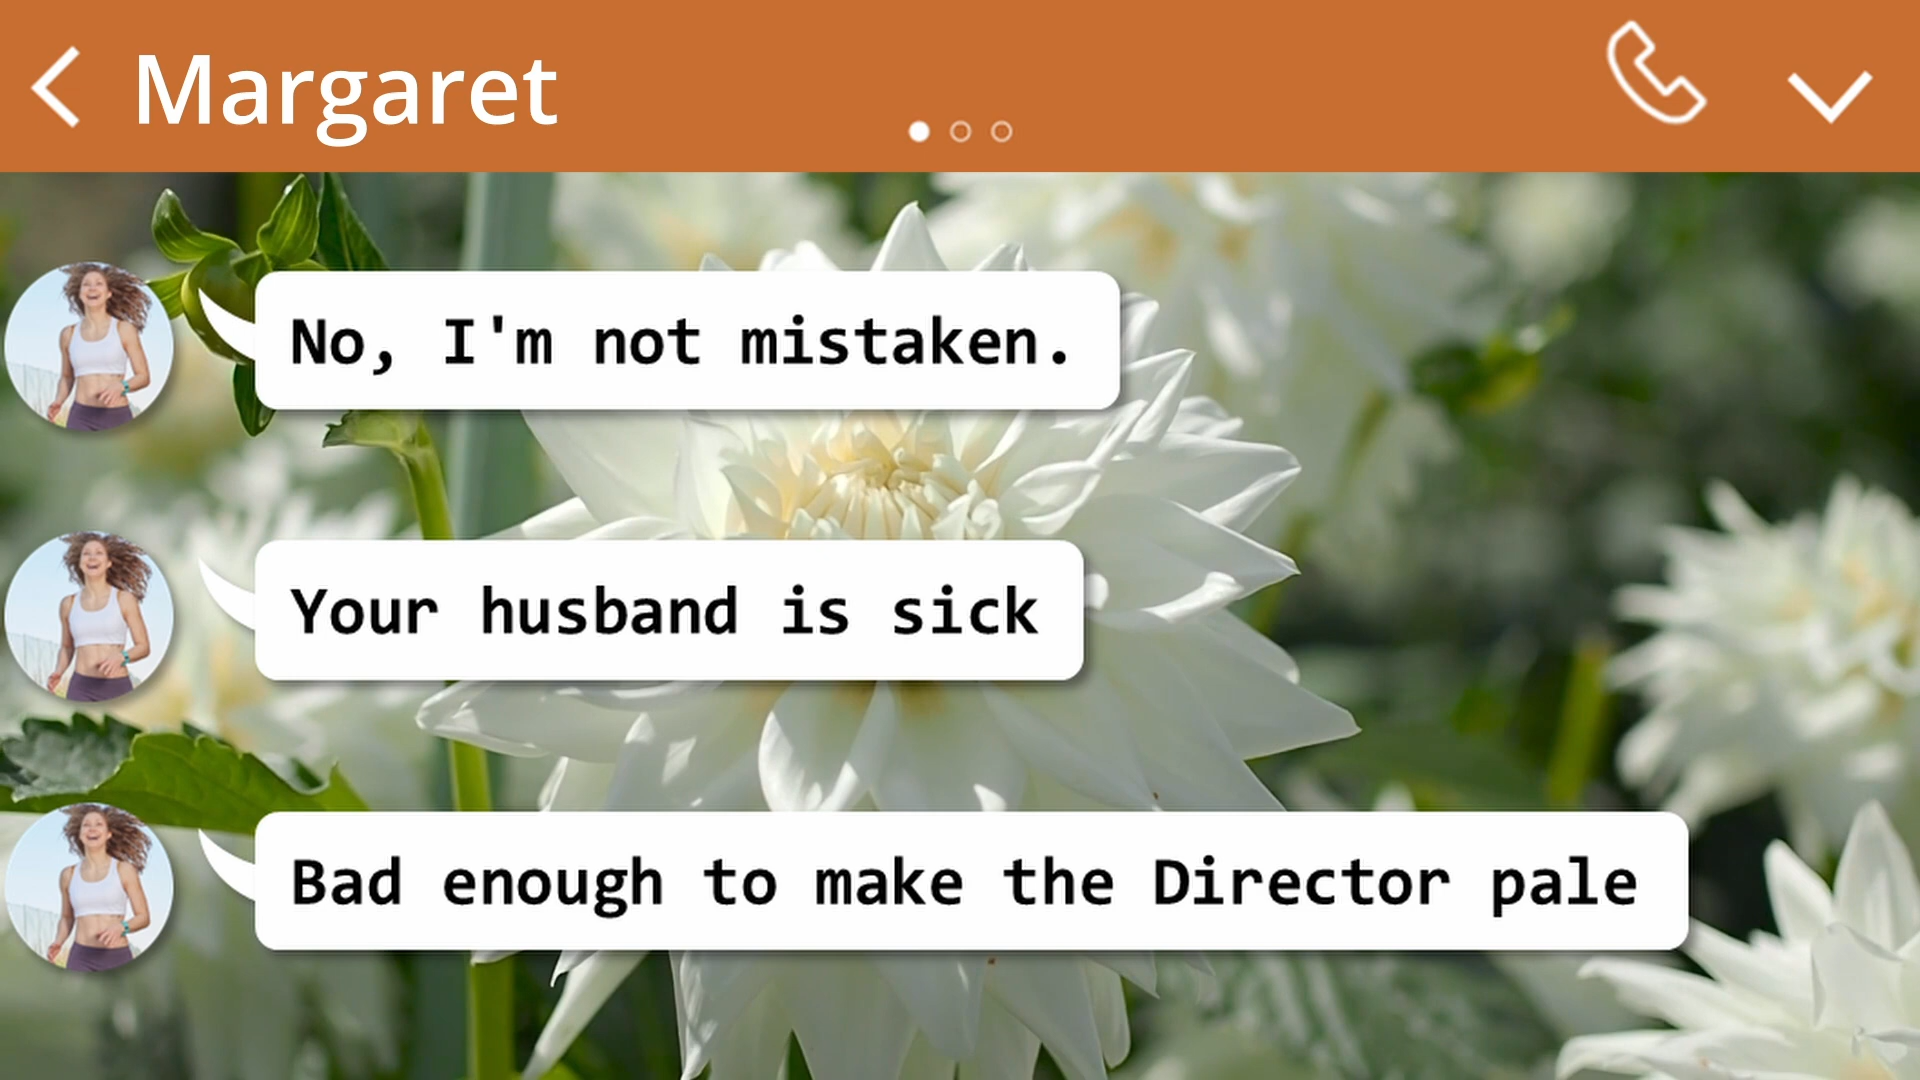 Margaret
No, I'm not mistaken.
Your husband is sick
Bad enough to make the Director pale